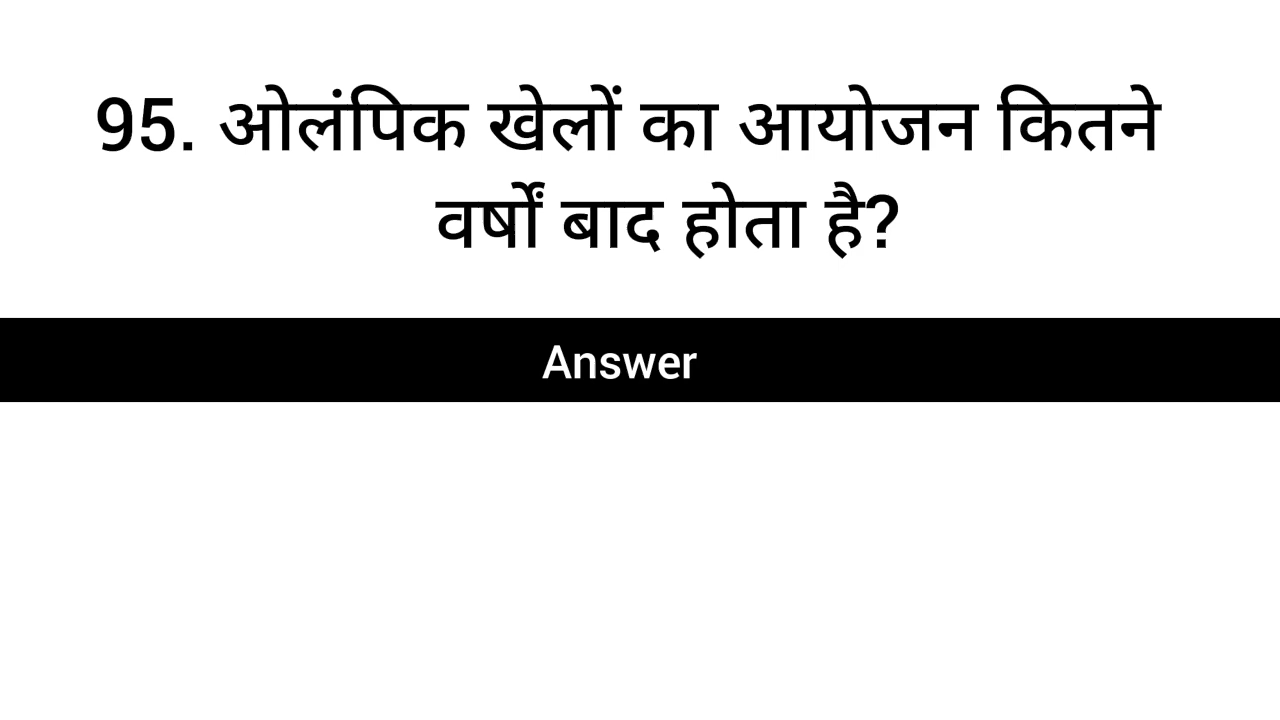 95. ओलंपिक खेलों का आयोजन कितने
वर्षों बाद होता है?
Answer